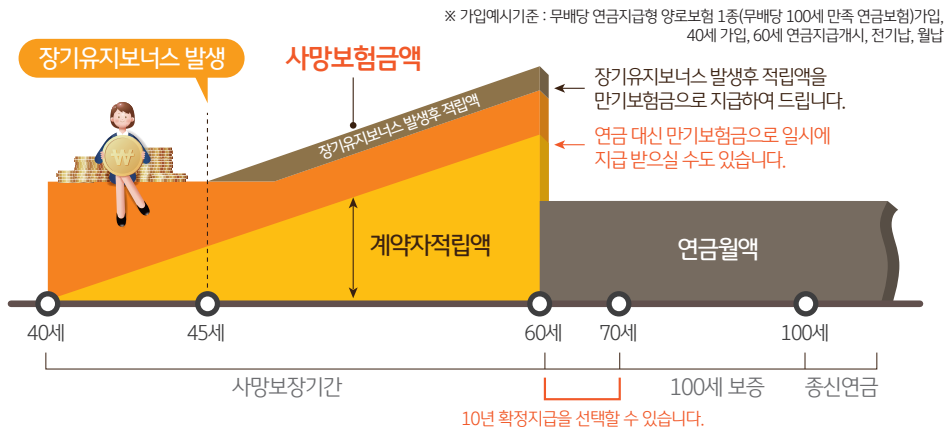 ※ 가입예시기준 : 무배당 연금지급형 양로보험 1종(무배당 100세 만족 연금보험)가입,
40세 가입, 60세 연금지급개시, 전기납, 월납
장기유지보너스 발생
사망보험금액
장기유지보너스 발생후 적립액을
만기보험금으로 지급하여 드립니다.
장기유지보너스 발생후 적립액
연금 대신 만기보험금으로 일시에
지급 받으실 수도 있습니다.
₩
계약자적립액
연금월액
40세
45세
60세
70세
100세
사망보장기간
100세 보증
종신연금
10년 확정지급을 선택할 수 있습니다.